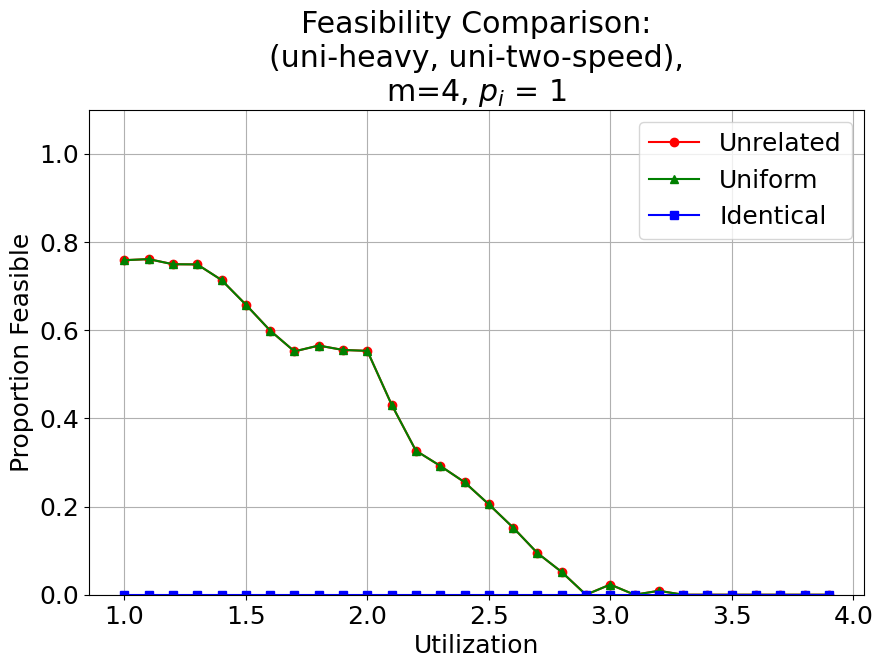 Feasibility Comparison:
(uni-heavy, uni-two-speed),
m=4, $p_i$ = 1
Unrelated
Uniform
Identical
Proportion Feasible
1.0
0.8
0.6
0.4
0.2
0.0
1.0 1.5 2.0 2.5 3.0 3.5 4.0
Utilization